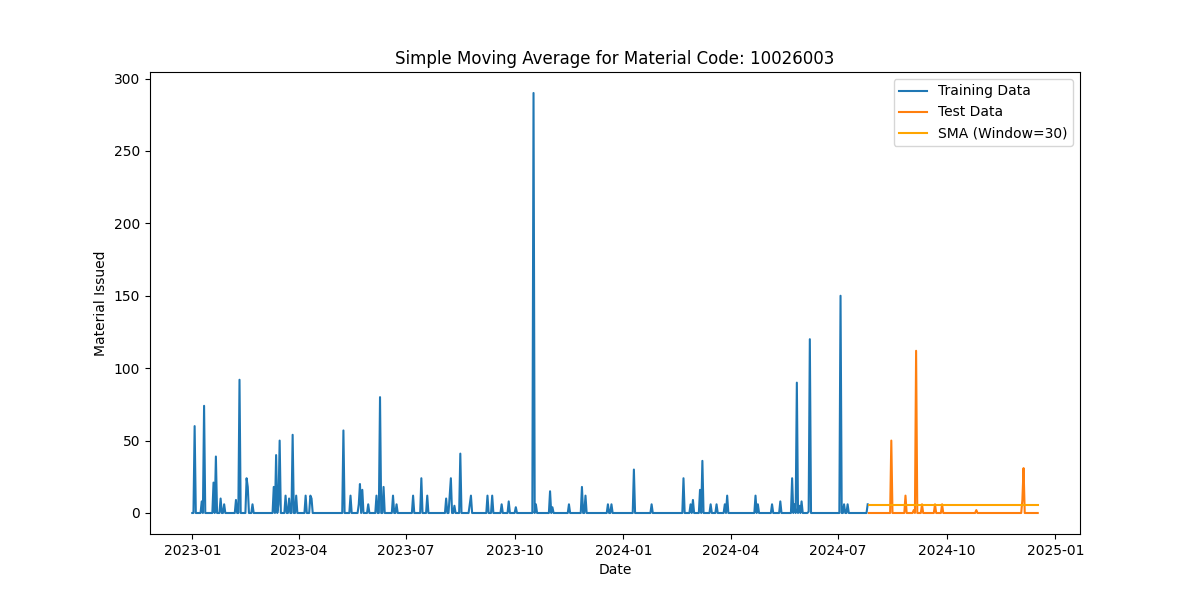 Simple Moving Average for Material Code: 10026003
300
250
200
150
100
50
0
Material Issued
Training Data
Test Data
SMA (Window=30)
2023-01 2023-04 2023-07 2023-10 2024-01 2024-04 2024-07 2024-10 2025-01
Date